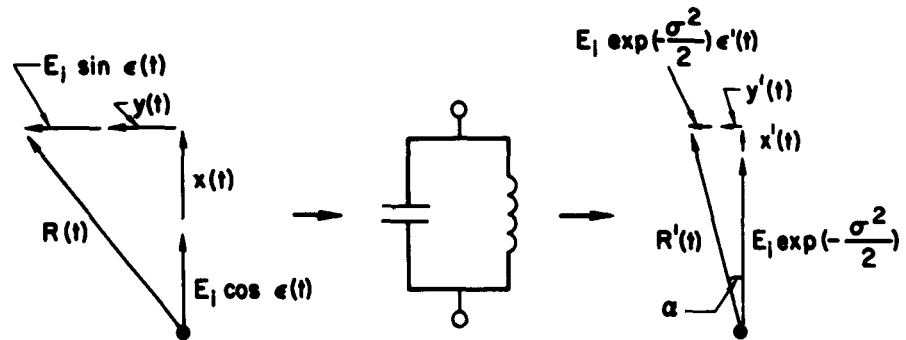 E₁ sin ϵ(t)
y(t)
x(t)
R(t)
E₁ cos ϵ(t)
E₁ exp(-σ²/2) ϵ'(t)
y'(t)
x'(t)
R'(t)
E₁ exp(-σ²/2)
α